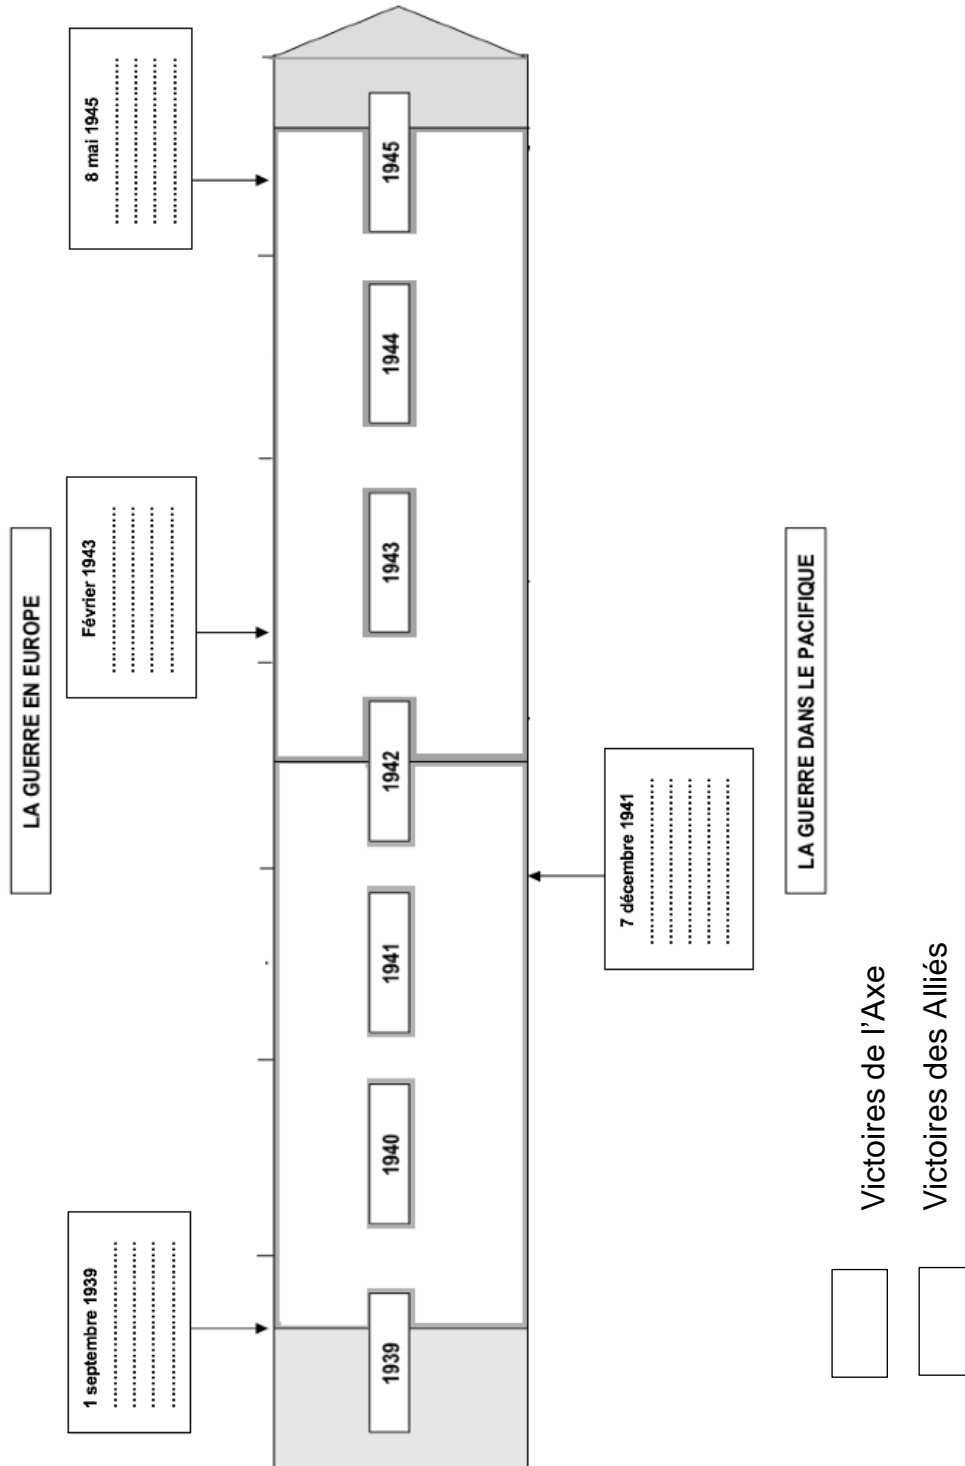 LA GUERRE EN EUROPE
1 septembre 1939
Février 1943
8 mai 1945
1939
1940
1941
1942
1943
1944
1945
7 décembre 1941
LA GUERRE DANS LE PACIFIQUE
Victoires de l'Axe
Victoires des Alliés